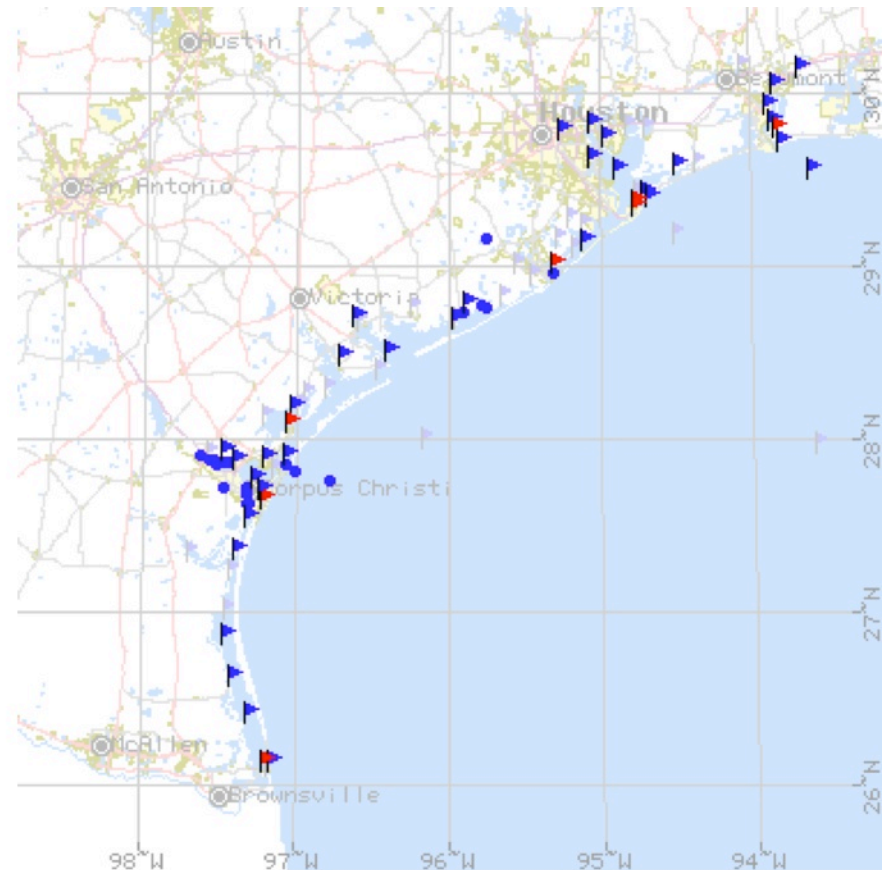 Austin
Beaumont
30~N
Houston
San Antonio
29~N
Victoria
28~N
Corpus Christi
27~N
McAllen
26~N
Brownsville
98~W
97~W
96~W
95~W
94~W